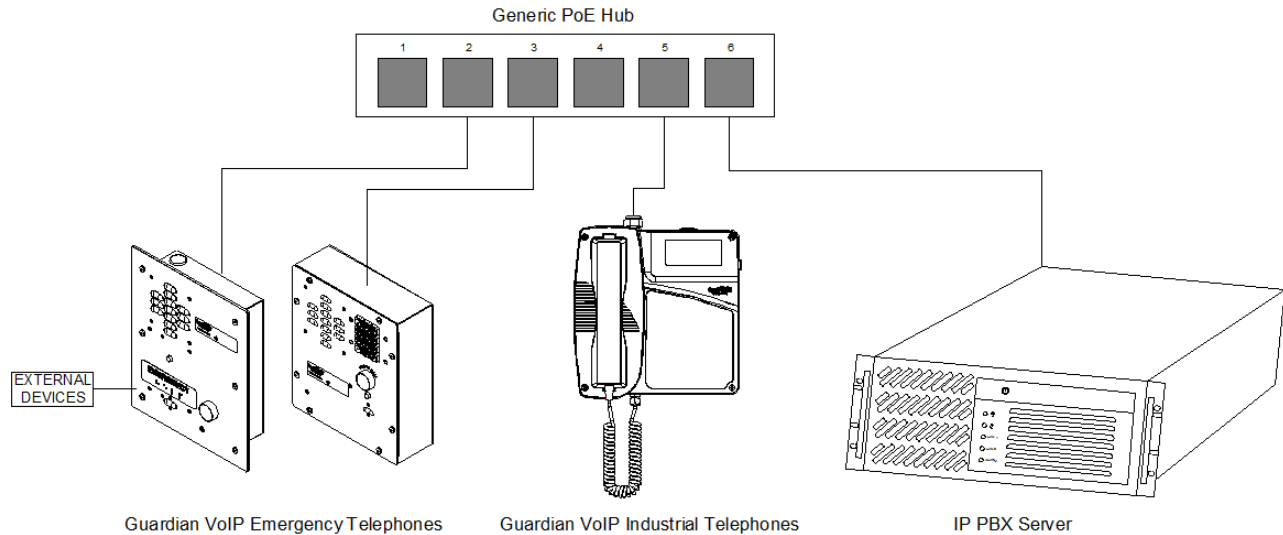 Generic PoE Hub
1 2 3 4 5 6
EXTERNAL
DEVICES
Guardian VoIP Emergency Telephones
Guardian VoIP Industrial Telephones
IP PBX Server